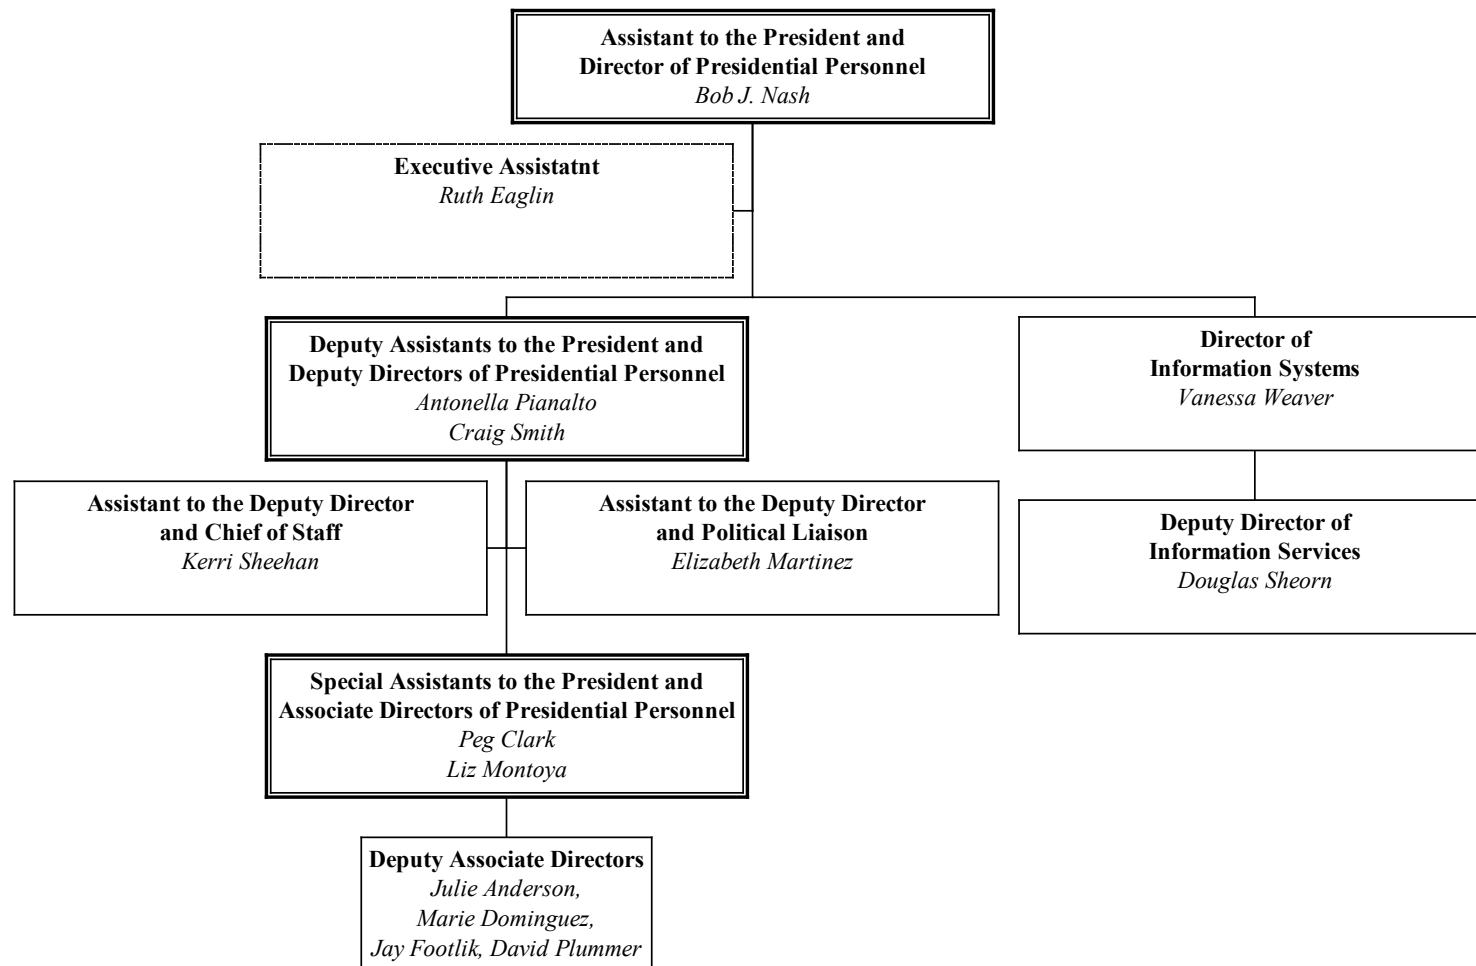 Assistant to the President and
Director of Presidential Personnel
Bob J. Nash
Executive Assistatnt
Ruth Eaglin
Deputy Assistants to the President and
Deputy Directors of Presidential Personnel
Antonella Pianalto
Craig Smith
Director of
Information Systems
Vanessa Weaver
Assistant to the Deputy Director
and Chief of Staff
Kerri Sheehan
Assistant to the Deputy Director
and Political Liaison
Elizabeth Martinez
Deputy Director of
Information Services
Douglas Sheorn
Special Assistants to the President and
Associate Directors of Presidential Personnel
Peg Clark
Liz Montoya
Deputy Associate Directors
Julie Anderson,
Marie Dominguez,
Jay Footlik, David Plummer